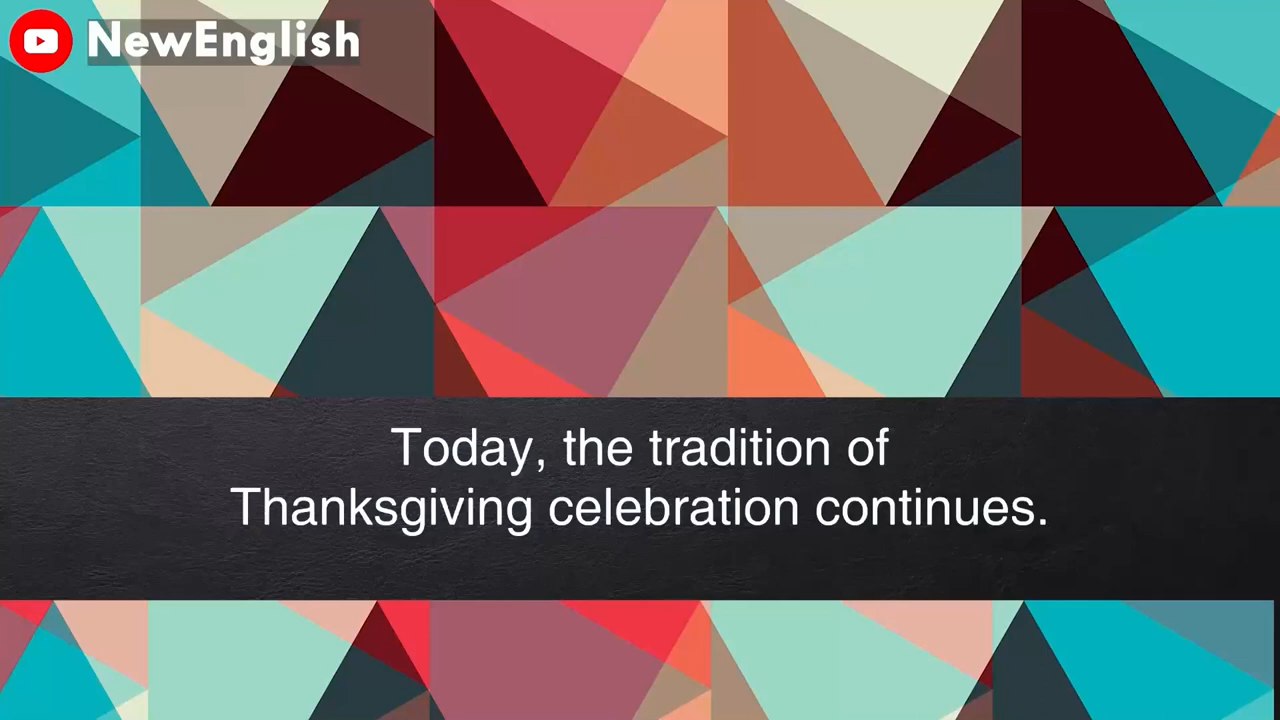 NewEnglish
Today, the tradition of
Thanksgiving celebration continues.